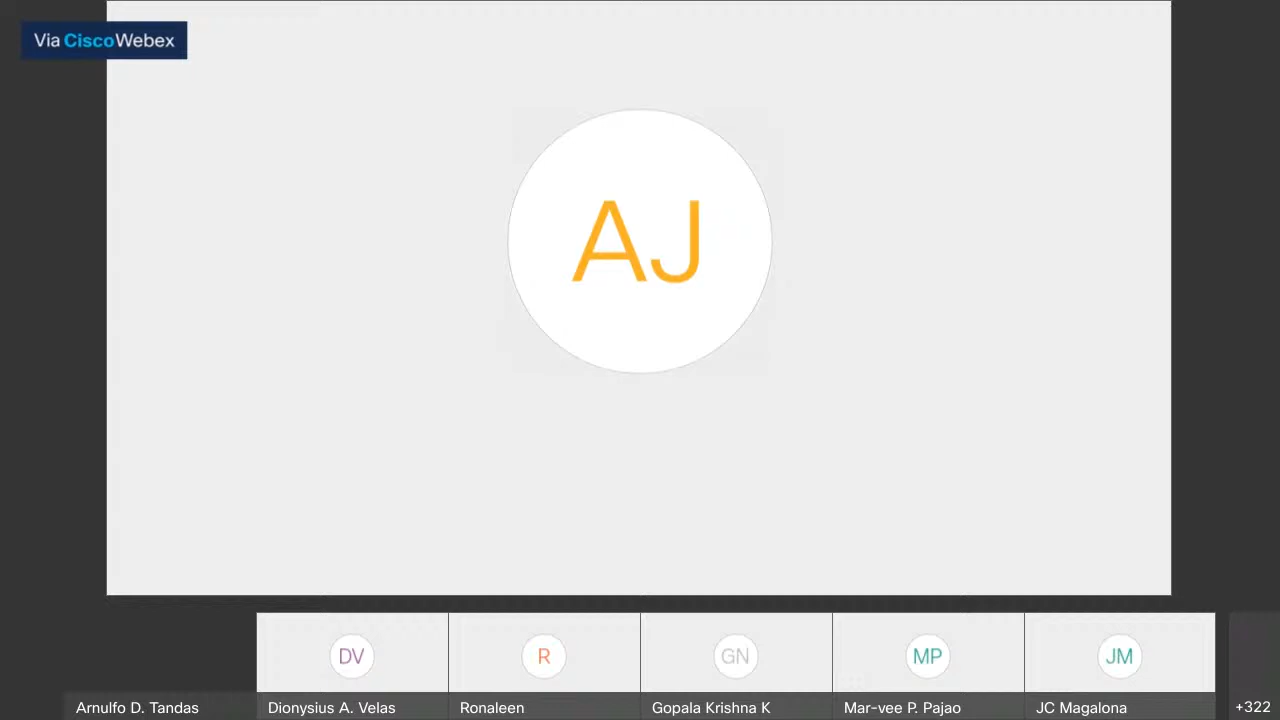 Via CiscoWebex
AJ
DV
R
GN
MP
JM
Arnulfo D. Tandas
Dionysius A. Velas
Ronaleen
Gopala Krishna K
Mar-vee P. Pajao
JC Magalona
+322